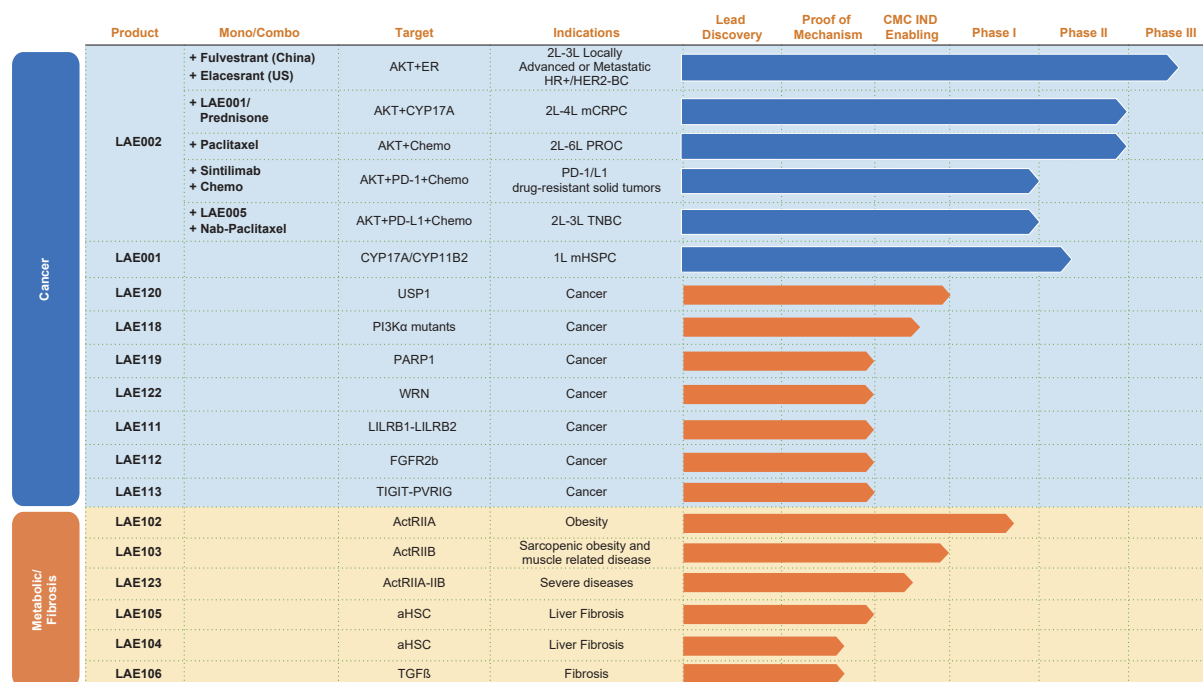 Product Mono/Combo Target Indications Lead Discovery Proof of Mechanism CMC IND Enabling Phase I Phase II Phase III
Cancer
LAE002
+ Fulvestrant (China)
+ Elacesrant (US)
AKT+ER
2L-3L Locally
Advanced or Metastatic
HR+/HER2-BC
+ LAE001/
Prednisone
AKT+CYP17A
2L-4L mCRPC
+ Paclitaxel
AKT+Chemo
2L-6L PROC
+ Sintilimab
+ Chemo
AKT+PD-1+Chemo
PD-1/L1
drug-resistant solid tumors
+ LAE005
+ Nab-Paclitaxel
AKT+PD-L1+Chemo
2L-3L TNBC
LAE001 CYP17A/CYP11B2 1L mHSPC
LAE120 USP1 Cancer
LAE118 PI3Kα mutants Cancer
LAE119 PARP1 Cancer
LAE122 WRN Cancer
LAE111 LILRB1-LILRB2 Cancer
LAE112 FGFR2b Cancer
LAE113 TIGIT-PVRIG Cancer
Metabolic/
Fibrosis
LAE102 ActRIIA Obesity
LAE103 ActRIIB
Sarcopenic obesity and
muscle related disease
LAE123 ActRIIA-IIB Severe diseases
LAE105 aHSC Liver Fibrosis
LAE104 aHSC Liver Fibrosis
LAE106 TGFß Fibrosis